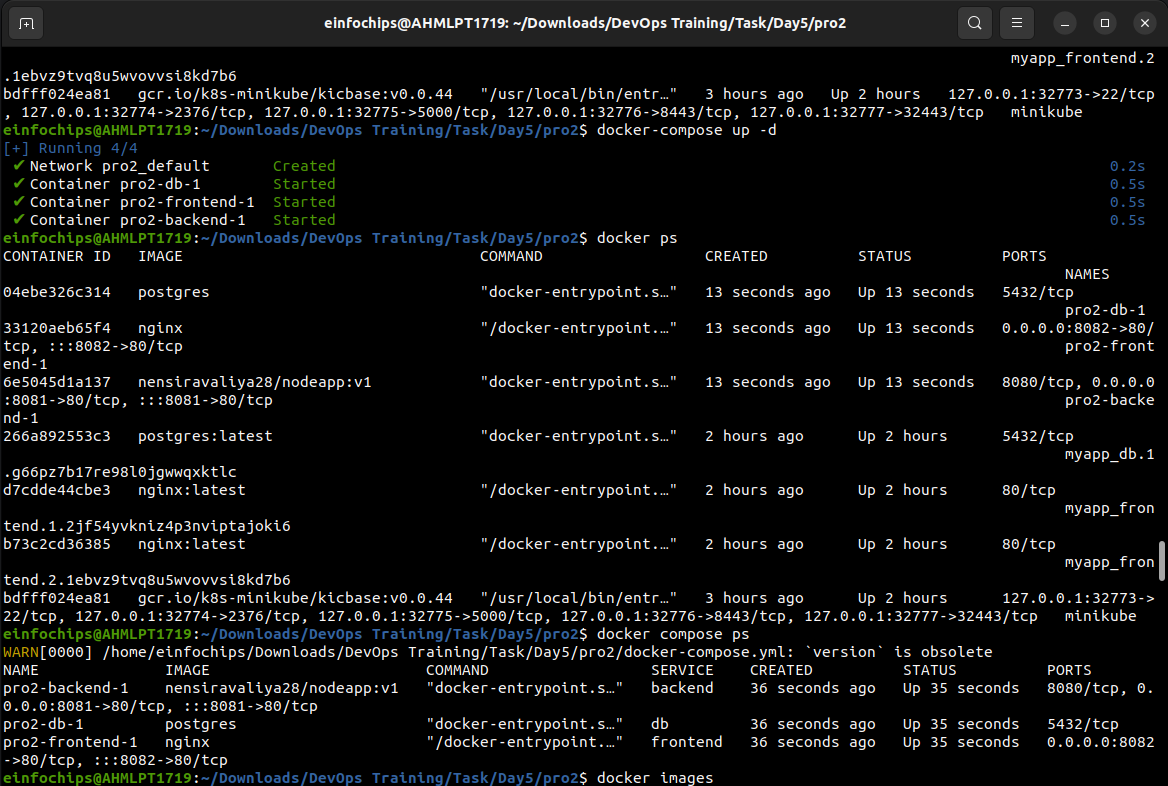 einfochips@AHMLPT1719: ~/Downloads/DevOps Training/Task/Day5/pro2
myapp_frontend.2
.1ebvz9tvq8u5wvovvsi8kd7b6
bdfff024ea81   gcr.io/k8s-minikube/kicbase:v0.0.44   "/usr/local/bin/entr…"   3 hours ago   Up 2 hours   127.0.0.1:32773->22/tcp
, 127.0.0.1:32774->2376/tcp, 127.0.0.1:32775->5000/tcp, 127.0.0.1:32776->8443/tcp, 127.0.0.1:32777->32443/tcp   minikube
einfochips@AHMLPT1719:~/Downloads/DevOps Training/Task/Day5/pro2$ docker-compose up -d
[+] Running 4/4
✔ Network pro2_default       Created   0.2s
✔ Container pro2-db-1        Started   0.5s
✔ Container pro2-frontend-1  Started   0.5s
✔ Container pro2-backend-1   Started   0.5s
einfochips@AHMLPT1719:~/Downloads/DevOps Training/Task/Day5/pro2$ docker ps
CONTAINER ID   IMAGE   COMMAND   CREATED   STATUS   PORTS
NAMES
04ebe326c314   postgres   "docker-entrypoint.s…"   13 seconds ago   Up 13 seconds   5432/tcp
pro2-db-1
33120aeb65f4   nginx   "/docker-entrypoint.…"   13 seconds ago   Up 13 seconds   0.0.0.0:8082->80/
tcp, :::8082->80/tcp   pro2-front
end-1
6e5045d1a137   nensiravaliya28/nodeapp:v1   "docker-entrypoint.s…"   13 seconds ago   Up 13 seconds   8080/tcp, 0.0.0.0
:8081->80/tcp, :::8081->80/tcp   pro2-backe
nd-1
266a892553c3   postgres:latest   "docker-entrypoint.s…"   2 hours ago   Up 2 hours   5432/tcp
myapp_db.1
.g66pz7b17re98l0jgwwqxktlc
d7cdde44cbe3   nginx:latest   "/docker-entrypoint.…"   2 hours ago   Up 2 hours   80/tcp
myapp_fron
tend.1.2jf54yvkniz4p3nviptajoki6
b73c2cd36385   nginx:latest   "/docker-entrypoint.…"   2 hours ago   Up 2 hours   80/tcp
myapp_fron
tend.2.1ebvz9tvq8u5wvovvsi8kd7b6
bdfff024ea81   gcr.io/k8s-minikube/kicbase:v0.0.44   "/usr/local/bin/entr…"   3 hours ago   Up 2 hours   127.0.0.1:32773->
22/tcp, 127.0.0.1:32774->2376/tcp, 127.0.0.1:32775->5000/tcp, 127.0.0.1:32776->8443/tcp, 127.0.0.1:32777->32443/tcp   minikube
einfochips@AHMLPT1719:~/Downloads/DevOps Training/Task/Day5/pro2$ docker compose ps
WARN[0000] /home/einfochips/Downloads/DevOps Training/Task/Day5/pro2/docker-compose.yml: `version` is obsolete
NAME   IMAGE   COMMAND   SERVICE   CREATED   STATUS   PORTS
pro2-backend-1   nensiravaliya28/nodeapp:v1   "docker-entrypoint.s…"   backend   36 seconds ago   Up 35 seconds   8080/tcp, 0.
0.0.0:8081->80/tcp, :::8081->80/tcp
pro2-db-1   postgres   "docker-entrypoint.s…"   db   36 seconds ago   Up 35 seconds   5432/tcp
pro2-frontend-1   nginx   "/docker-entrypoint.…"   frontend   36 seconds ago   Up 35 seconds   0.0.0.0:8082
->80/tcp, :::8082->80/tcp
einfochips@AHMLPT1719:~/Downloads/DevOps Training/Task/Day5/pro2$ docker images